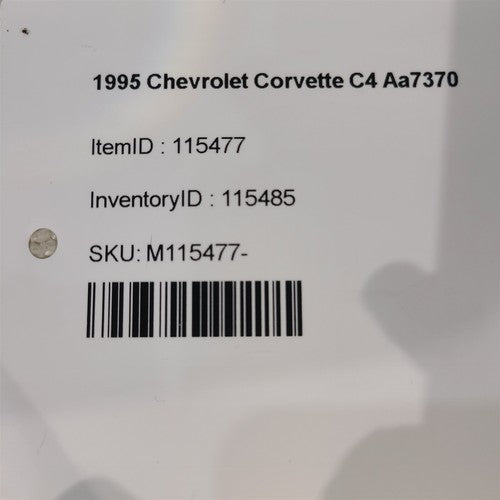 1995 Chevrolet Corvette C4 Aa7370
ItemID : 115477
InventoryID : 115485
SKU: M115477-